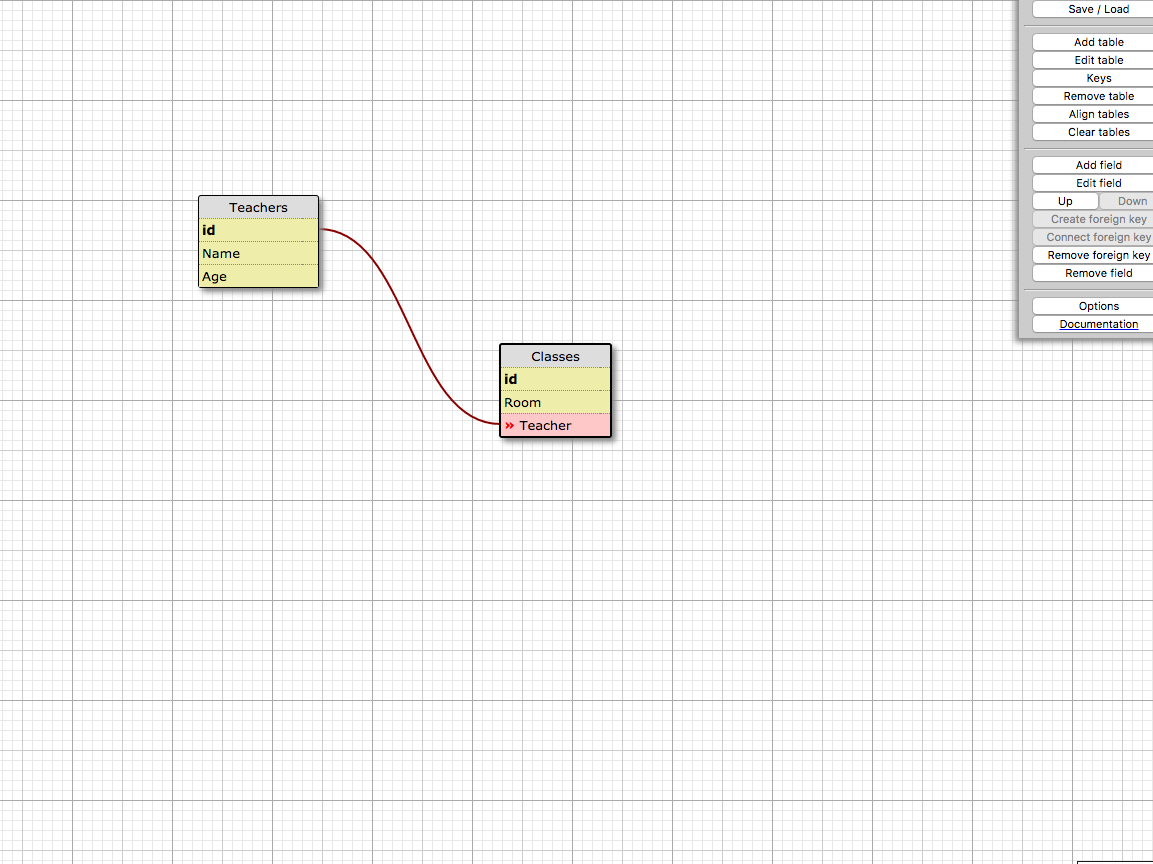 Save / Load
Add table
Edit table
Keys
Remove table
Align tables
Clear tables
Add field
Edit field
Up Down
Create foreign key
Connect foreign key
Remove foreign key
Remove field
Options
Documentation
Teachers
id
Name
Age
Classes
id
Room
» Teacher